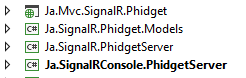 Ja.Mvc.SignalR.Phidget
Ja.SignalR.Phidget.Models
Ja.SignalR.PhidgetServer
Ja.SignalRConsole.PhidgetServer